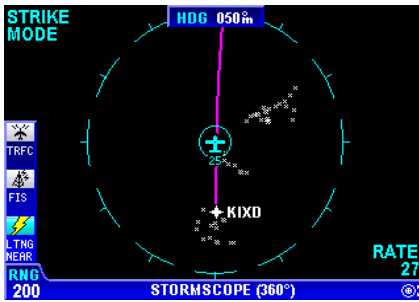 STRIKE
MODE
HDG 050°m
25
TRFC
FIS
LTNG
NEAR
KIXD
RATE
27
RNG
200
STORMSCOPE (360°)